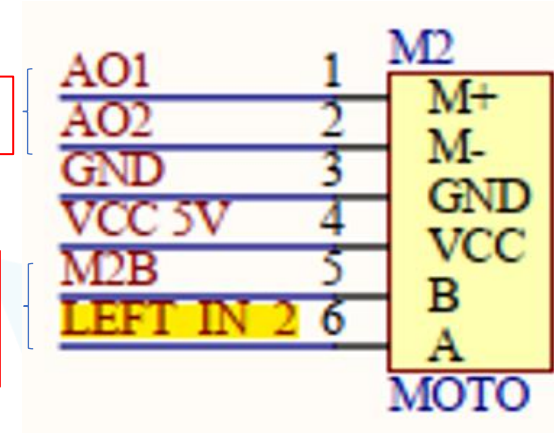 M2
AO1 1 M+
AO2 2 M-
GND 3 GND
VCC 5V 4 VCC
M2B 5 B
LEFT IN 2 6 A
MOTO